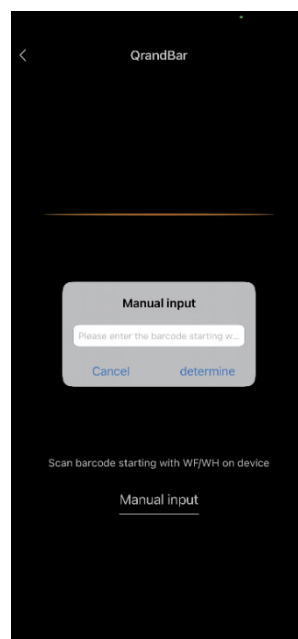 QrandBar
Manual input
Please enter the barcode starting w...
Cancel
determine
Scan barcode starting with WF/WH on device
Manual input